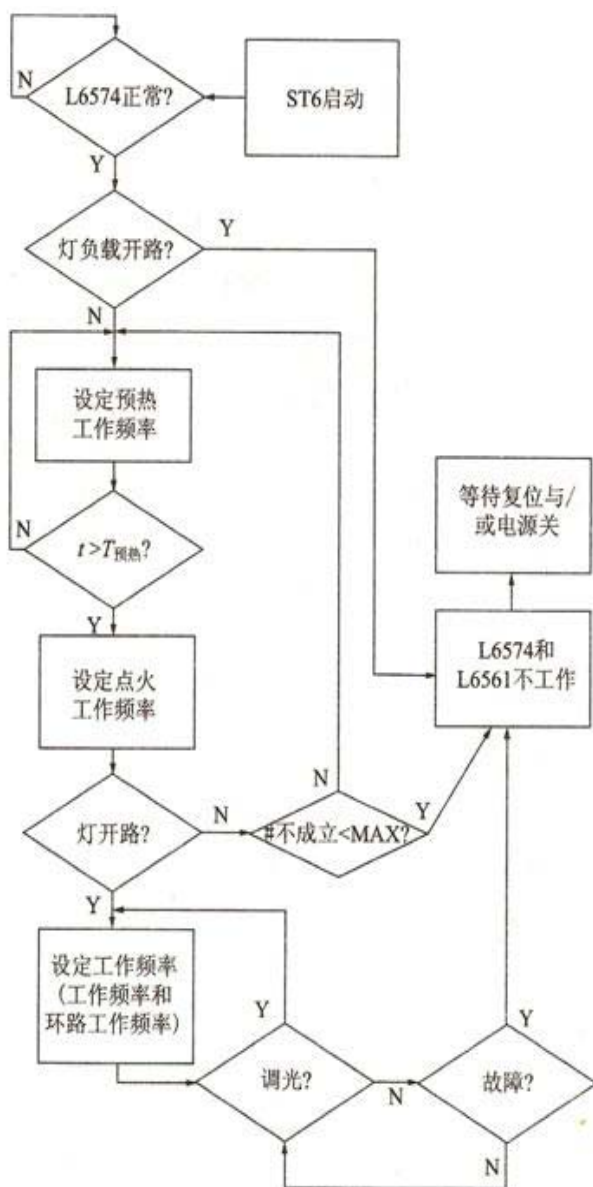 N
L6574正常?
ST6启动
Y
灯负载开路?
Y
N
设定预热
工作频率
等待复位与/
或电源关
N
t>T预热?
Y
L6574和
L6561不工作
设定点火
工作频率
N
N
Y
灯开路?
#不成立<MAX?
Y
设定工作频率
(工作频率和
环路工作频率)
Y
Y
调光?
N
故障?
N